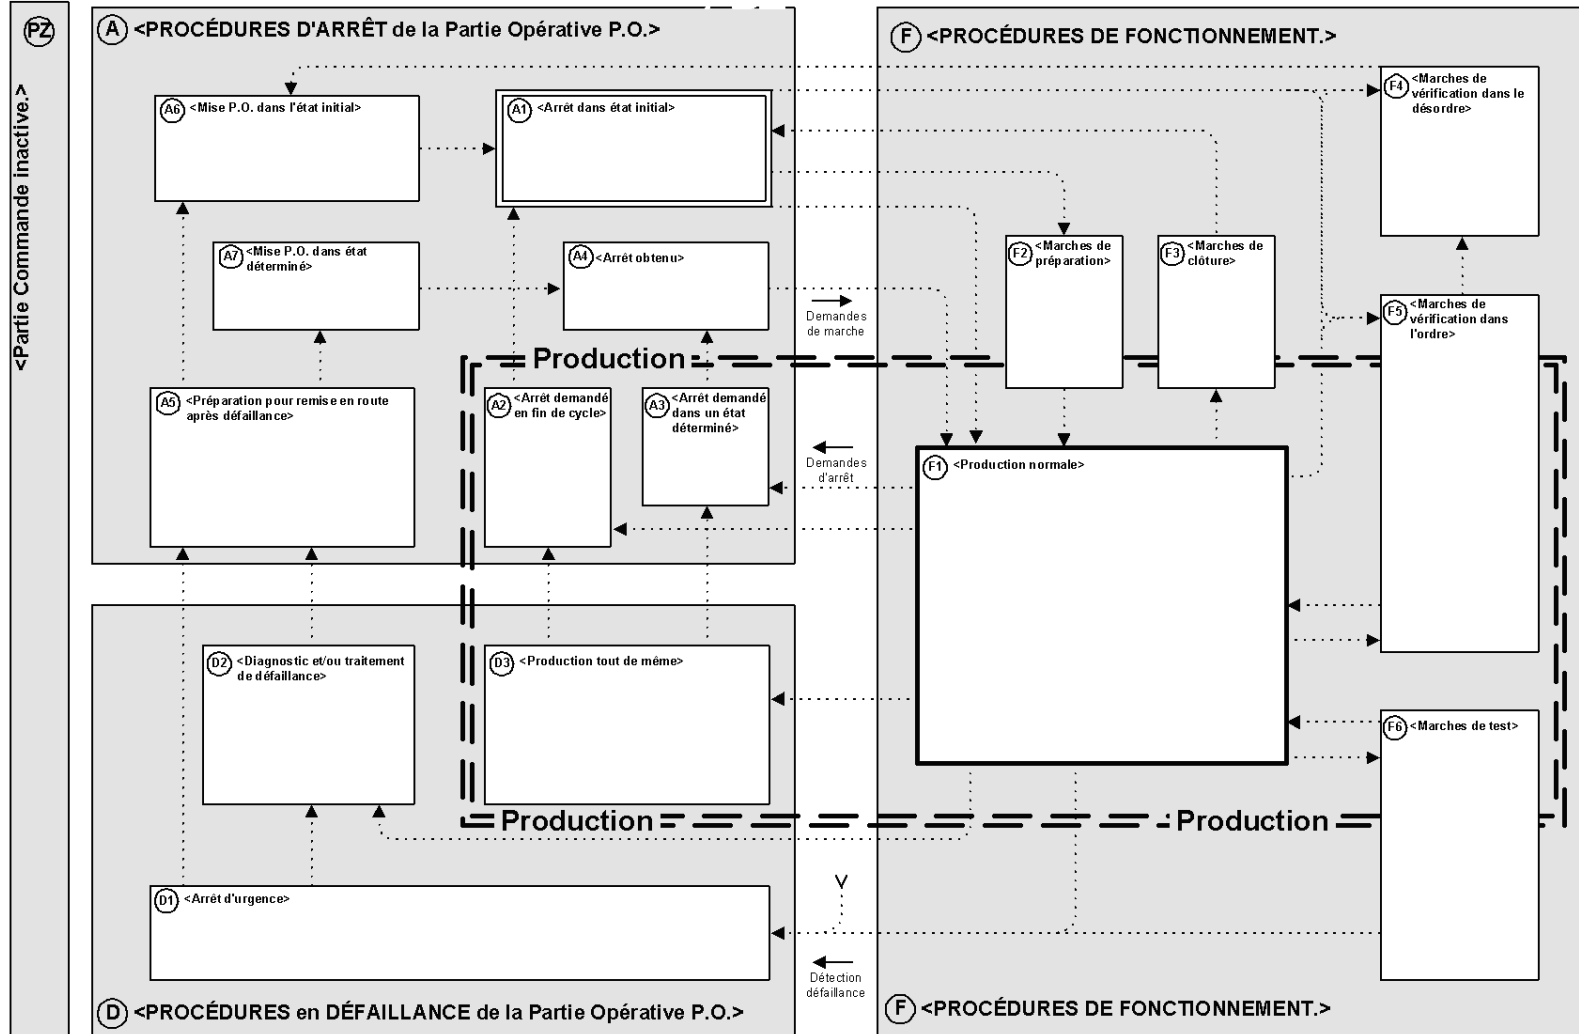 PZ
<Partie Commande inactive.>
A <PROCÉDURES D'ARRÊT de la Partie Opérative P.O.>
F <PROCÉDURES DE FONCTIONNEMENT.>
A6 <Mise P.O. dans l'état initial>
A1 <Arrêt dans état initial>
F4 <Marches de
vérification dans le
désordre>
A7 <Mise P.O. dans état
déterminé>
A4 <Arrêt obtenu>
F2 <Marches de
préparation>
F3 <Marches de
clôture>
F5 <Marches de
vérification dans
l'ordre>
Demandes
de marche
Production
A5 <Préparation pour remise en route
après défaillance>
A2 <Arrêt demandé
en fin de cycle>
A3 <Arrêt demandé
dans un état
déterminé>
Demandes
d'arrêt
F1 <Production normale>
D2 <Diagnostic et/ou traitement
de défaillance>
D3 <Production tout de même>
F6 <Marches de test>
Production
Production
D1 <Arrêt d'urgence>
Détection
défaillance
D <PROCÉDURES en DÉFAILLANCE de la Partie Opérative P.O.>
F <PROCÉDURES DE FONCTIONNEMENT.>